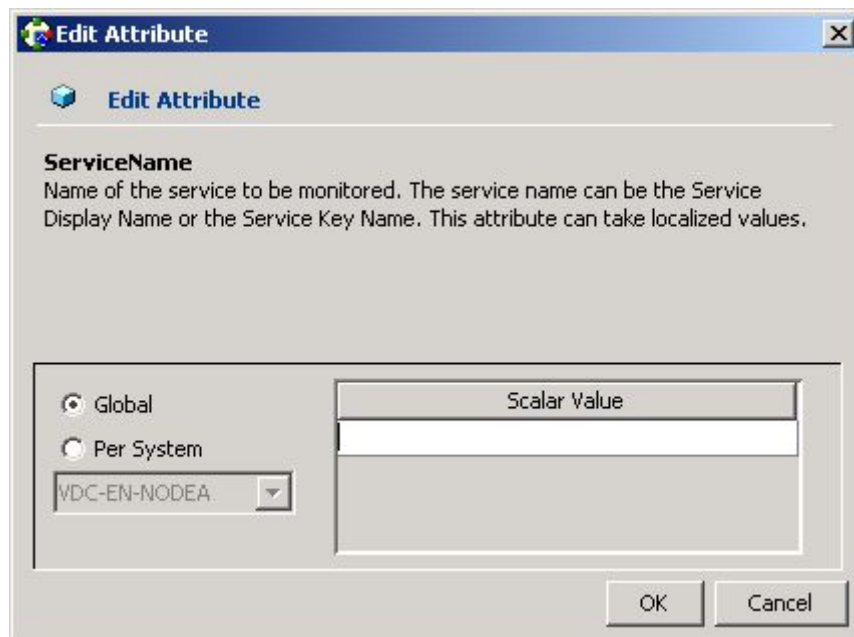 Edit Attribute
Edit Attribute
ServiceName
Name of the service to be monitored. The service name can be the Service
Display Name or the Service Key Name. This attribute can take localized values.
Global
Per System
VDC-EN-NODEA
Scalar Value
OK
Cancel